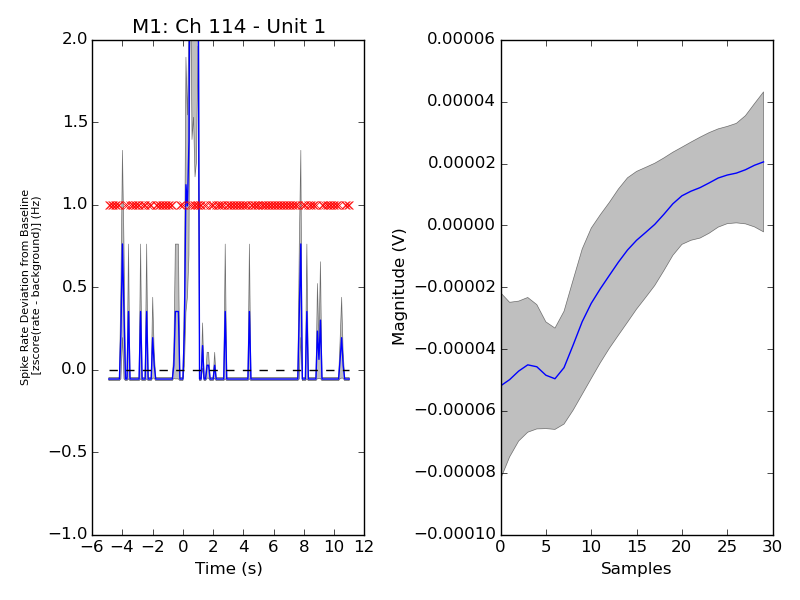 M1: Ch 114 - Unit 1
2.0
1.5
1.0
0.5
0.0
−0.5
−1.0
−6 −4 −2 0 2 4 6 8 10 12
Time (s)
Spike Rate Deviation from Baseline
[zscore(rate - background)] (Hz)
0.00006
0.00004
0.00002
0.00000
−0.00002
−0.00004
−0.00006
−0.00008
−0.00010
0 5 10 15 20 25 30
Samples
Magnitude (V)